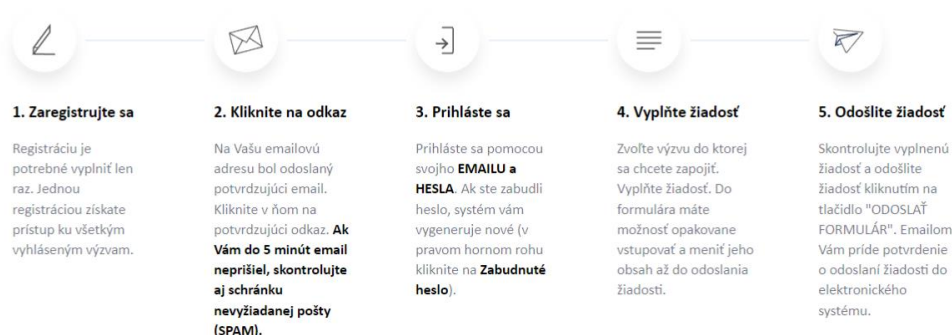 1. Zaregistrujte sa
Registráciu je
potrebné vyplniť len
raz. Jednou
registráciou získate
prístup ku všetkým
vyhláseným výzvam.
2. Kliknite na odkaz
Na Vašu emailovú
adresu bol odoslaný
potvrdzujúci email.
Kliknite v ňom na
potvrdzujúci odkaz. Ak
Vám do 5 minút email
neprišiel, skontrolujte
aj schránku
nevyžiadanej pošty
(SPAM).
3. Prihláste sa
Prihláste sa pomocou
svojho EMAILU a
HESLA. Ak ste zabudli
heslo, systém vám
vygeneruje nové (v
pravom hornom rohu
kliknite na Zabudnuté
heslo).
4. Vyplňte žiadosť
Zvoľte výzvu do ktorej
sa chcete zapojiť.
Vyplňte žiadosť. Do
formulára máte
možnosť opakovane
vstupovať a meniť jeho
obsah až do odoslania
žiadosti.
5. Odošlite žiadosť
Skontrolujte vyplnenú
žiadosť a odošlite
žiadosť kliknutím na
tlačidlo "ODOSLAŤ
FORMULÁR". Emailom
Vám príde potvrdenie
o odoslaní žiadosti do
elektronického
systému.